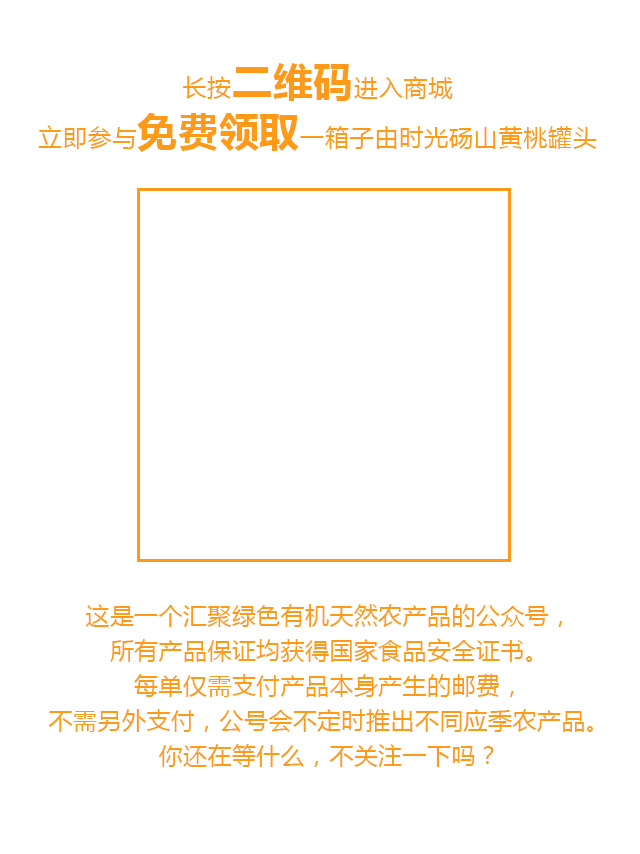 长按二维码进入商城
立即参与免费领取一箱子由时光砀山黄桃罐头
这是一个汇聚绿色有机天然农产品的公众号，
所有产品保证均获得国家食品安全证书。
每单仅需支付产品本身产生的邮费，
不需另外支付，公号会不定时推出不同应季农产品。
你还在等什么，不关注一下吗？